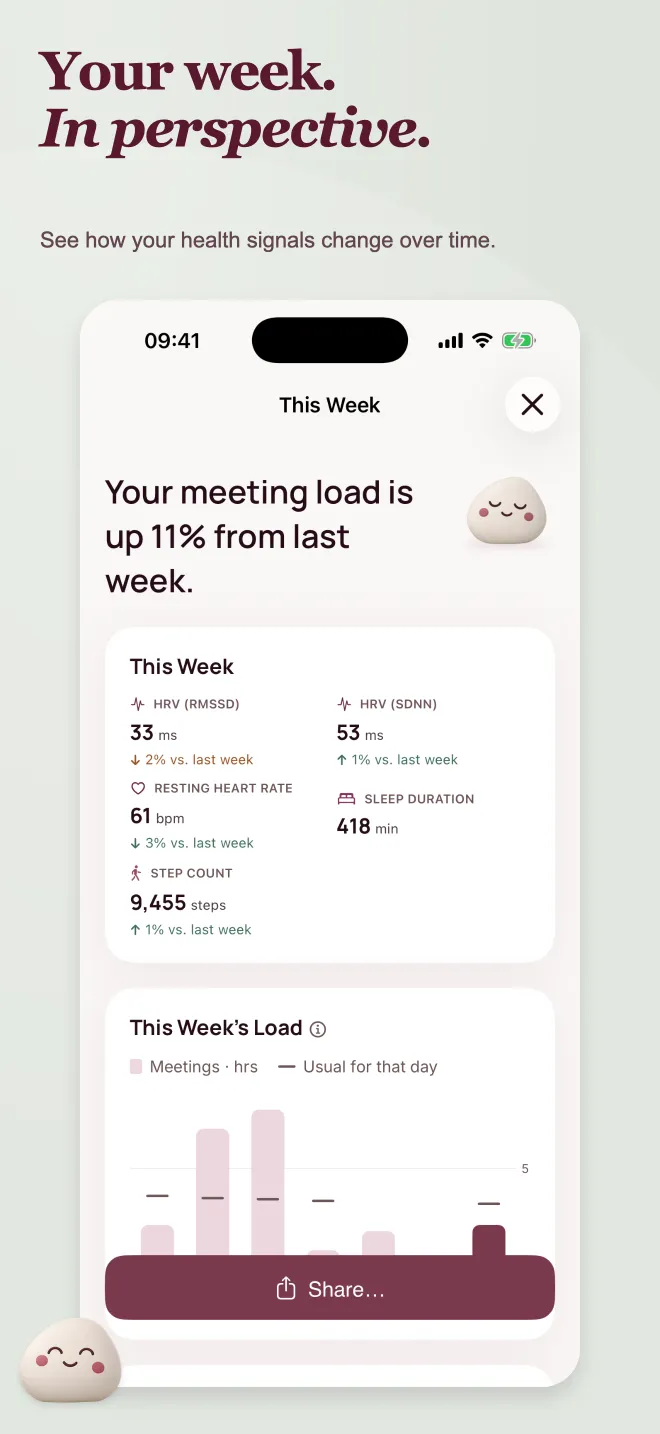 Your week.
In perspective.
See how your health signals change over time.
09:41
This Week
Your meeting load is
up 11% from last
week.
This Week
HRV (RMSSD)
33 ms
↓ 2% vs. last week
HRV (SDNN)
53 ms
↑ 1% vs. last week
RESTING HEART RATE
61 bpm
↓ 3% vs. last week
SLEEP DURATION
418 min
STEP COUNT
9,455 steps
↑ 1% vs. last week
This Week’s Load
Meetings · hrs
Usual for that day
5
Share...